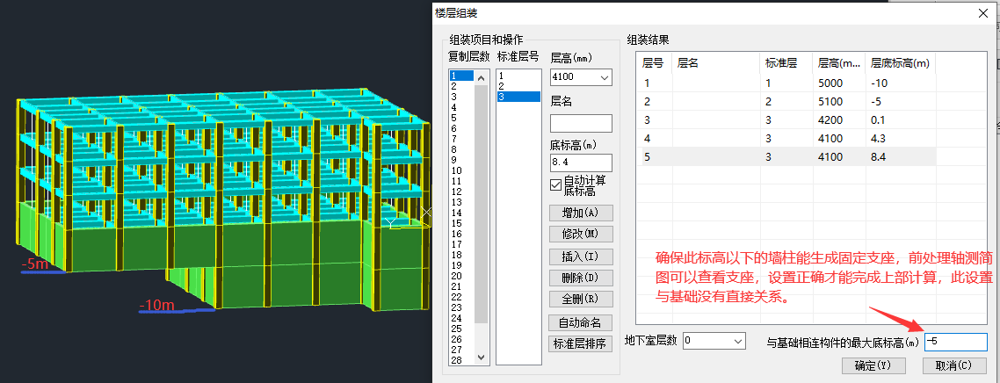 楼层组装
组装项目和操作
复制层数
标准层号
层高(mm)
1
2
3
4
5
6
7
8
9
10
11
12
13
14
15
16
17
18
19
20
21
22
23
24
25
26
27
28
1
2
3
4100
层名
底标高(m)
8.4
自动计算
底标高
增加(A)
修改(M)
插入(I)
删除(D)
全删(R)
自动命名
标准层排序
组装结果
层号 层名 标准层 层高(m... 层底标高(m)
1 1 5000 -10
2 2 5100 -5
3 3 4200 0.1
4 3 4100 4.3
5 3 4100 8.4
确保此标高以下的墙柱能生成固定支座，前处理轴测简
图可以查看支座，设置正确才能完成上部计算，此设置
与基础没有直接关系。
地下室层数 0
与基础相连构件的最大底标高(m) -5
确定(Y)
取消(C)
-5m
-10m
X
Y